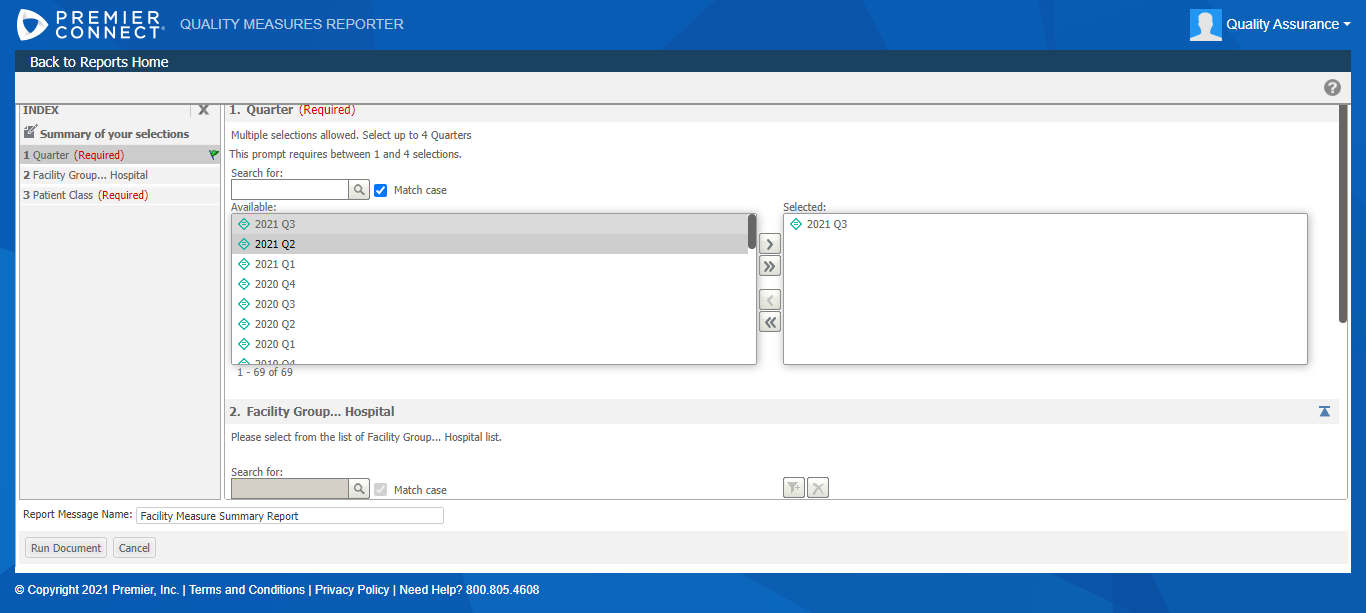 PREMIER
CONNECT
QUALITY MEASURES REPORTER
Quality Assurance
Back to Reports Home
?
INDEX
X
Summary of your selections
1 Quarter (Required)
2 Facility Group... Hospital
3 Patient Class (Required)
1. Quarter (Required)
Multiple selections allowed. Select up to 4 Quarters
This prompt requires between 1 and 4 selections.
Search for:
Match case
Available:
2021 Q3
2021 Q2
2021 Q1
2020 Q4
2020 Q3
2020 Q2
2020 Q1
2019 Q4
1 - 69 of 69
Selected:
2021 Q3
2. Facility Group... Hospital
Please select from the list of Facility Group... Hospital list.
Search for:
Match case
Report Message Name: Facility Measure Summary Report
Run Document Cancel
© Copyright 2021 Premier, Inc. | Terms and Conditions | Privacy Policy | Need Help? 800.805.4608